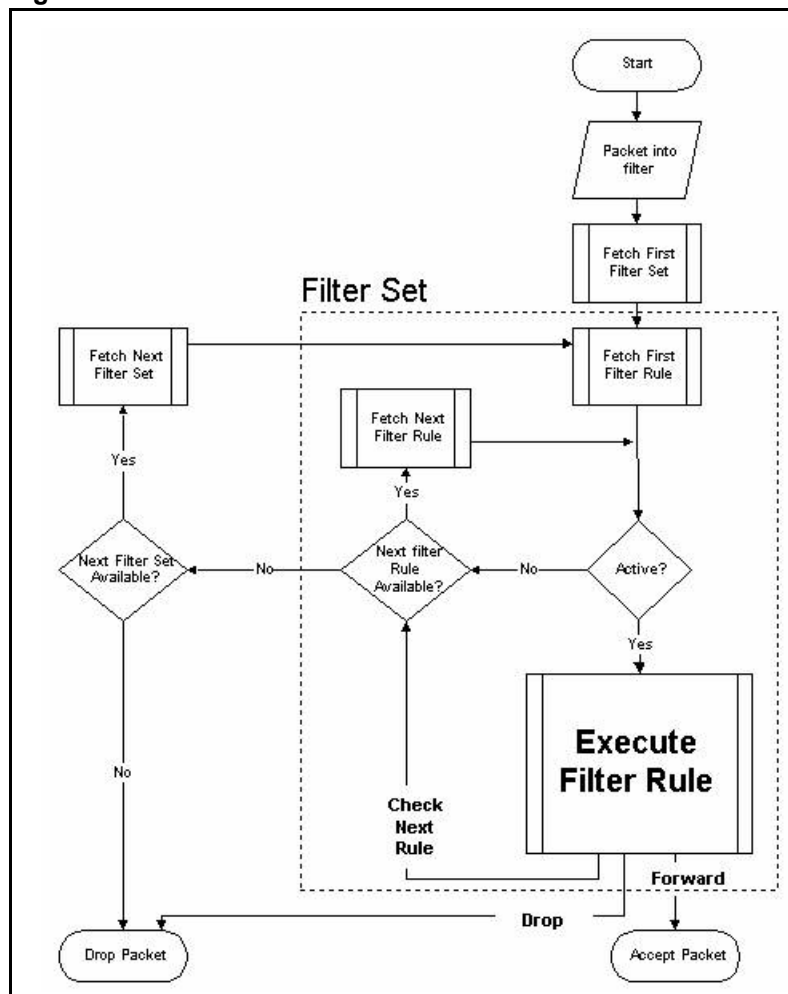 Start
Packet into
filter
Fetch First
Filter Set
Filter Set
Fetch Next
Filter Set
Fetch First
Filter Rule
Fetch Next
Filter Rule
Yes
Yes
Next Filter Set
Available?
No
Next filter
Rule
Available?
No
Active?
Yes
Execute
Filter Rule
No
Check
Next
Rule
Forward
Drop
Drop Packet
Accept Packet